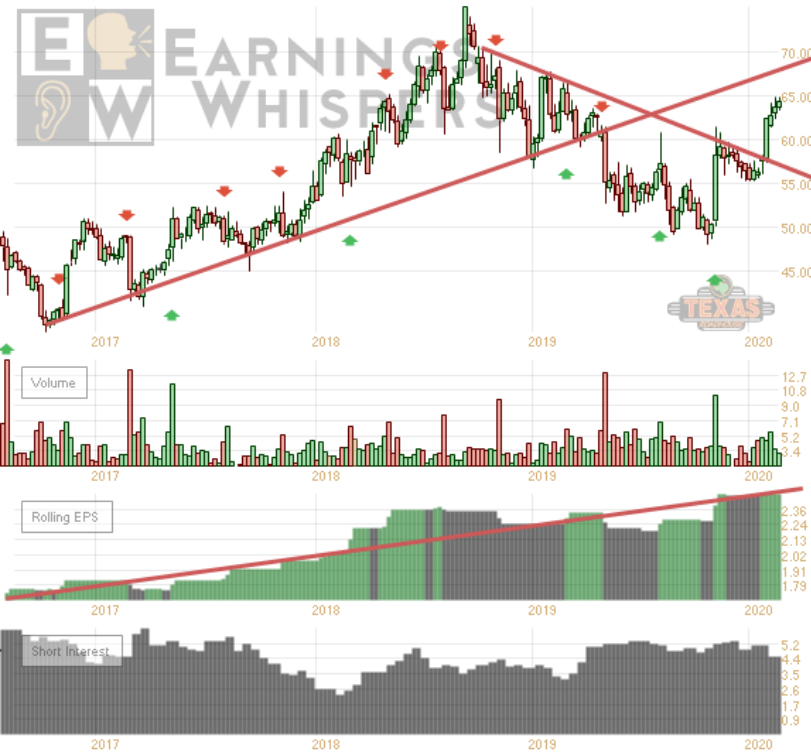 E EARNINGS
W WHISPERS
70.00
65.00
60.00
55.00
50.00
45.00
TEXAS
2017 2018 2019 2020
Volume
12.7
10.8
9.0
7.1
5.2
3.4
2017 2018 2019 2020
Rolling EPS
2.36
2.24
2.13
2.02
1.91
1.79
2017 2018 2019 2020
Short Interest
5.2
4.4
3.5
2.6
1.7
0.9
2017 2018 2019 2020